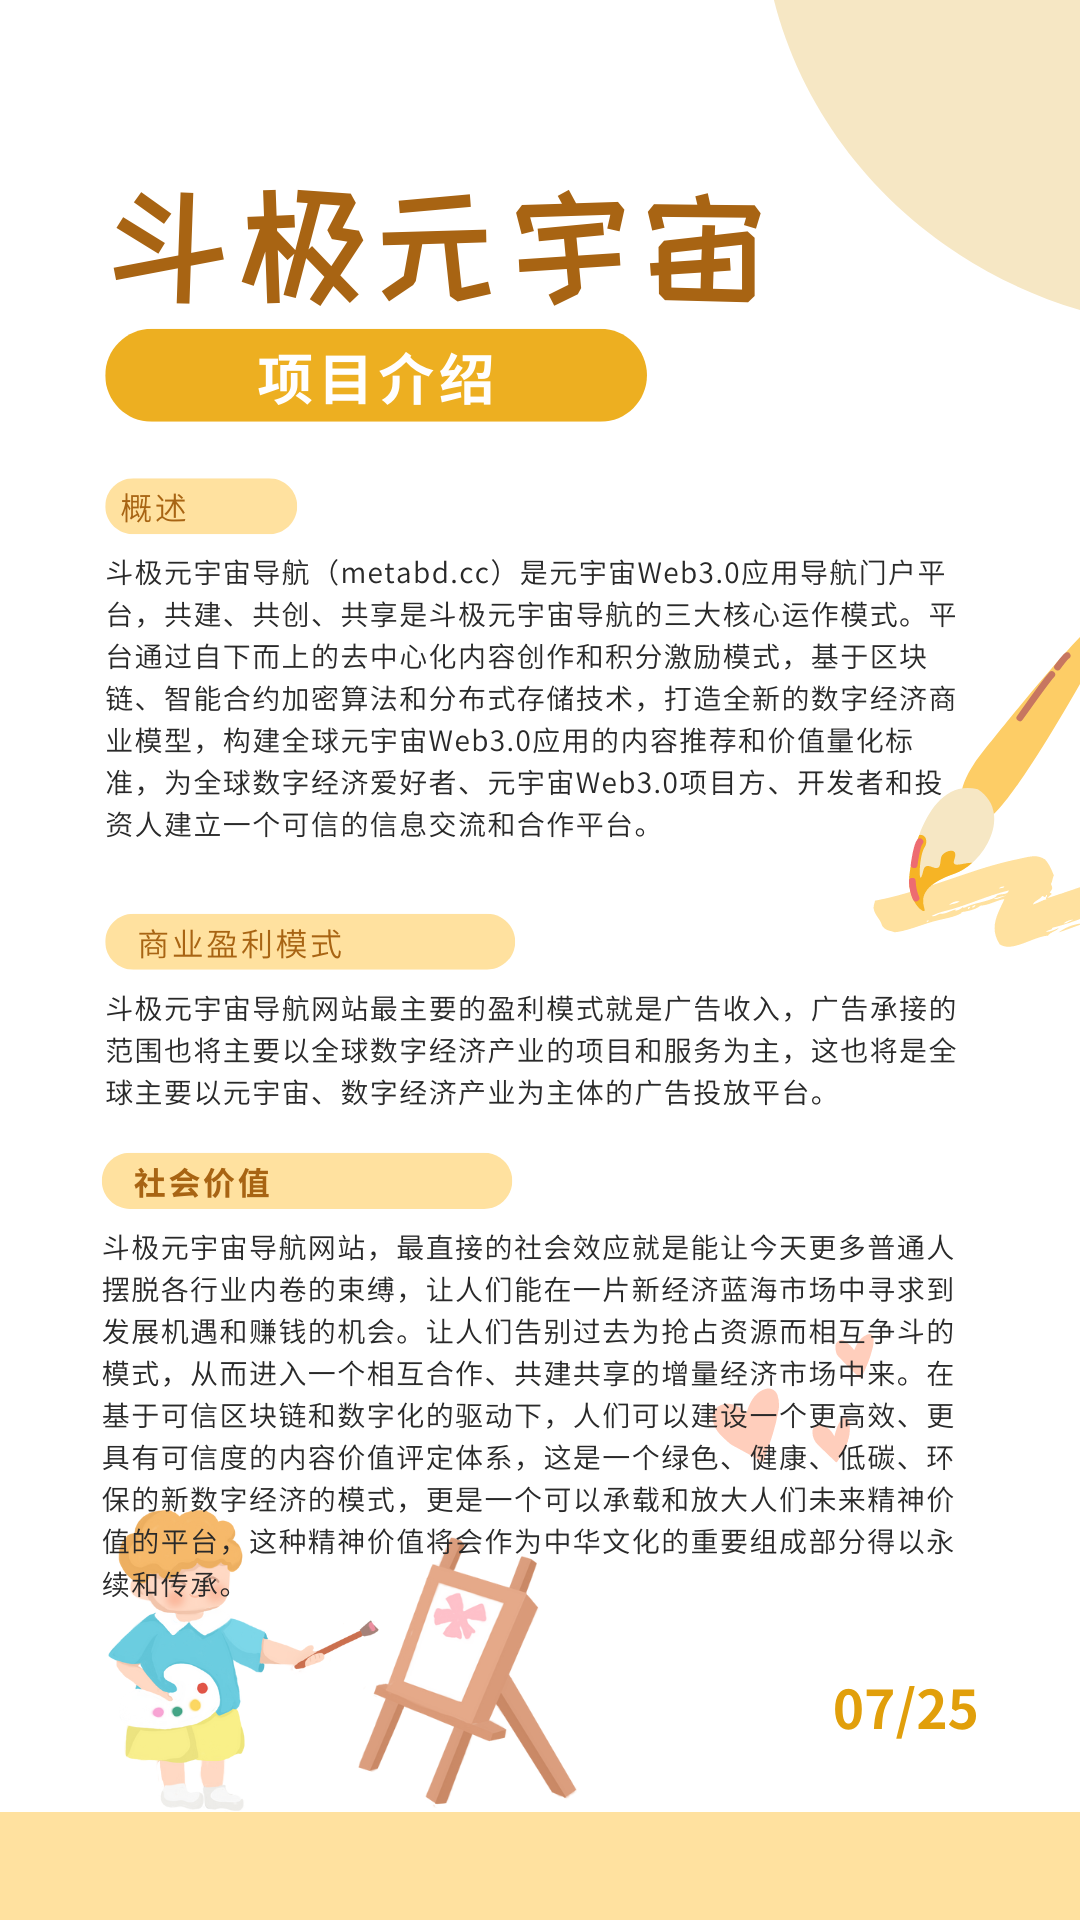 斗极元宇宙
项目介绍
概述
斗极元宇宙导航（metabd.cc）是元宇宙Web3.0应用导航门户平
台，共建、共创、共享是斗极元宇宙导航的三大核心运作模式。平
台通过自下而上的去中心化内容创作和积分激励模式，基于区块
链、智能合约加密算法和分布式存储技术，打造全新的数字经济商
业模型，构建全球元宇宙Web3.0应用的内容推荐和价值量化标
准，为全球数字经济爱好者、元宇宙Web3.0项目方、开发者和投
资人建立一个可信的信息交流和合作平台。
商业盈利模式
斗极元宇宙导航网站最主要的盈利模式就是广告收入，广告承接的
范围也将主要以全球数字经济产业的项目和服务为主，这也将是全
球主要以元宇宙、数字经济产业为主体的广告投放平台。
社会价值
斗极元宇宙导航网站，最直接的社会效应就是能让今天更多普通人
摆脱各行业内卷的束缚，让人们能在一片新经济蓝海市场中寻求到
发展机遇和赚钱的机会。让人们告别过去为抢占资源而相互争斗的
模式，从而进入一个相互合作、共建共享的增量经济市场中来。在
基于可信区块链和数字化的驱动下，人们可以建设一个更高效、更
具有可信度的内容价值评定体系，这是一个绿色、健康、低碳、环
保的新数字经济的模式，更是一个可以承载和放大人们未来精神价
值的平台，这种精神价值将会作为中华文化的重要组成部分得以永
续和传承。
07/25